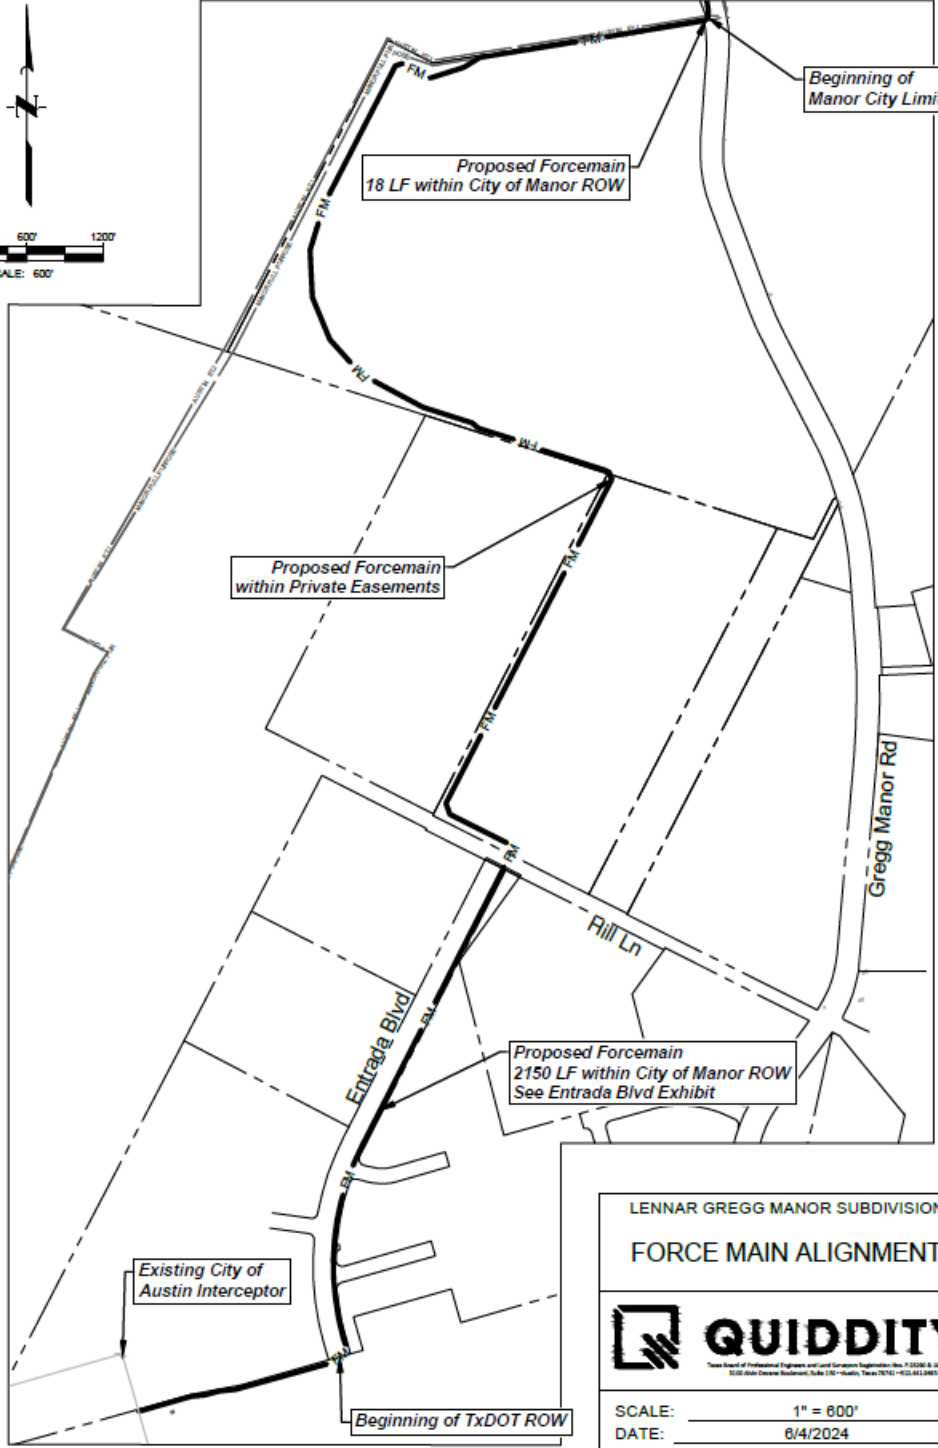 FM
FM
Beginning of
Manor City Limi
Proposed Forcemain
18 LF within City of Manor ROW
N
600'
1200'
ALE: 600'
FM
FM
FM
Proposed Forcemain
within Private Easements
FM
FM
FM
Gregg Manor Rd
Rill Ln
FM
Entrada Blvd
Proposed Forcemain
2150 LF within City of Manor ROW
See Entrada Blvd Exhibit
FM
Existing City of
Austin Interceptor
FM
Beginning of TxDOT ROW
LENNAR GREGG MANOR SUBDIVISION
FORCE MAIN ALIGNMENT
QUIDDITY
SCALE: 1" = 600'
DATE: 6/4/2024